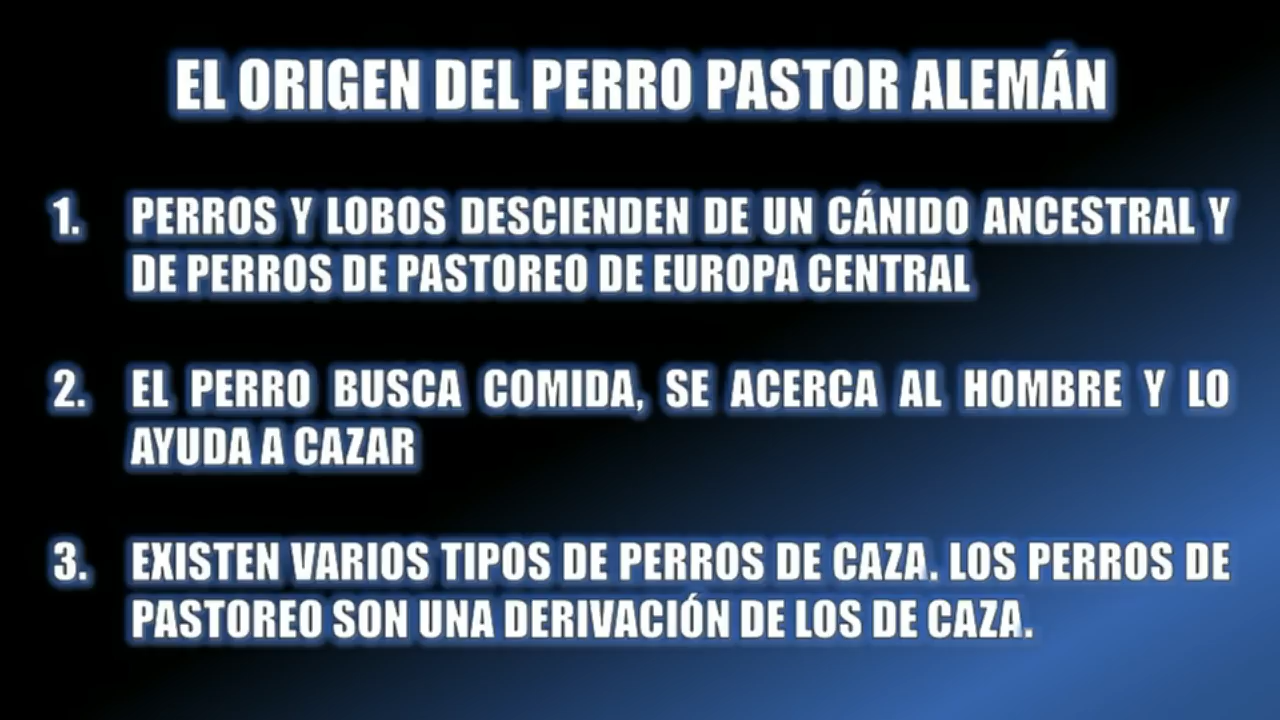 EL ORIGEN DEL PERRO PASTOR ALEMÁN
1. PERROS Y LOBOS DESCIENDEN DE UN CÁNIDO ANCESTRAL Y
DE PERROS DE PASTOREO DE EUROPA CENTRAL
2. EL PERRO BUSCA COMIDA, SE ACERCA AL HOMBRE Y LO
AYUDA A CAZAR
3. EXISTEN VARIOS TIPOS DE PERROS DE CAZA. LOS PERROS DE
PASTOREO SON UNA DERIVACIÓN DE LOS DE CAZA.